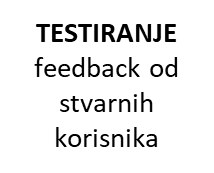 TESTIRANJE
feedback od
stvarnih
korisnika